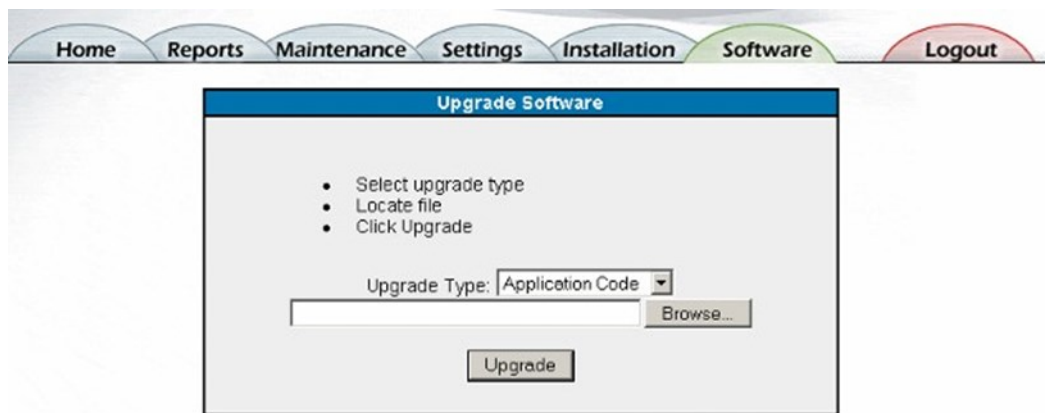 Home Reports Maintenance Settings Installation Software Logout
Upgrade Software
• Select upgrade type
• Locate file
• Click Upgrade
Upgrade Type: Application Code
Browse...
Upgrade